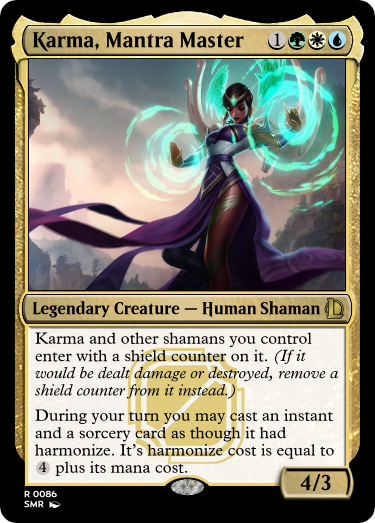 Karma, Mantra Master 1
Legendary Creature — Human Shaman
Karma and other shamans you control
enter with a shield counter on it. (If it
would be dealt damage or destroyed, remove a
shield counter from it instead.)
During your turn you may cast an instant
and a sorcery card as though it had
harmonize. It's harmonize cost is equal to
4 plus its mana cost.
4/3
R 0086
SMR